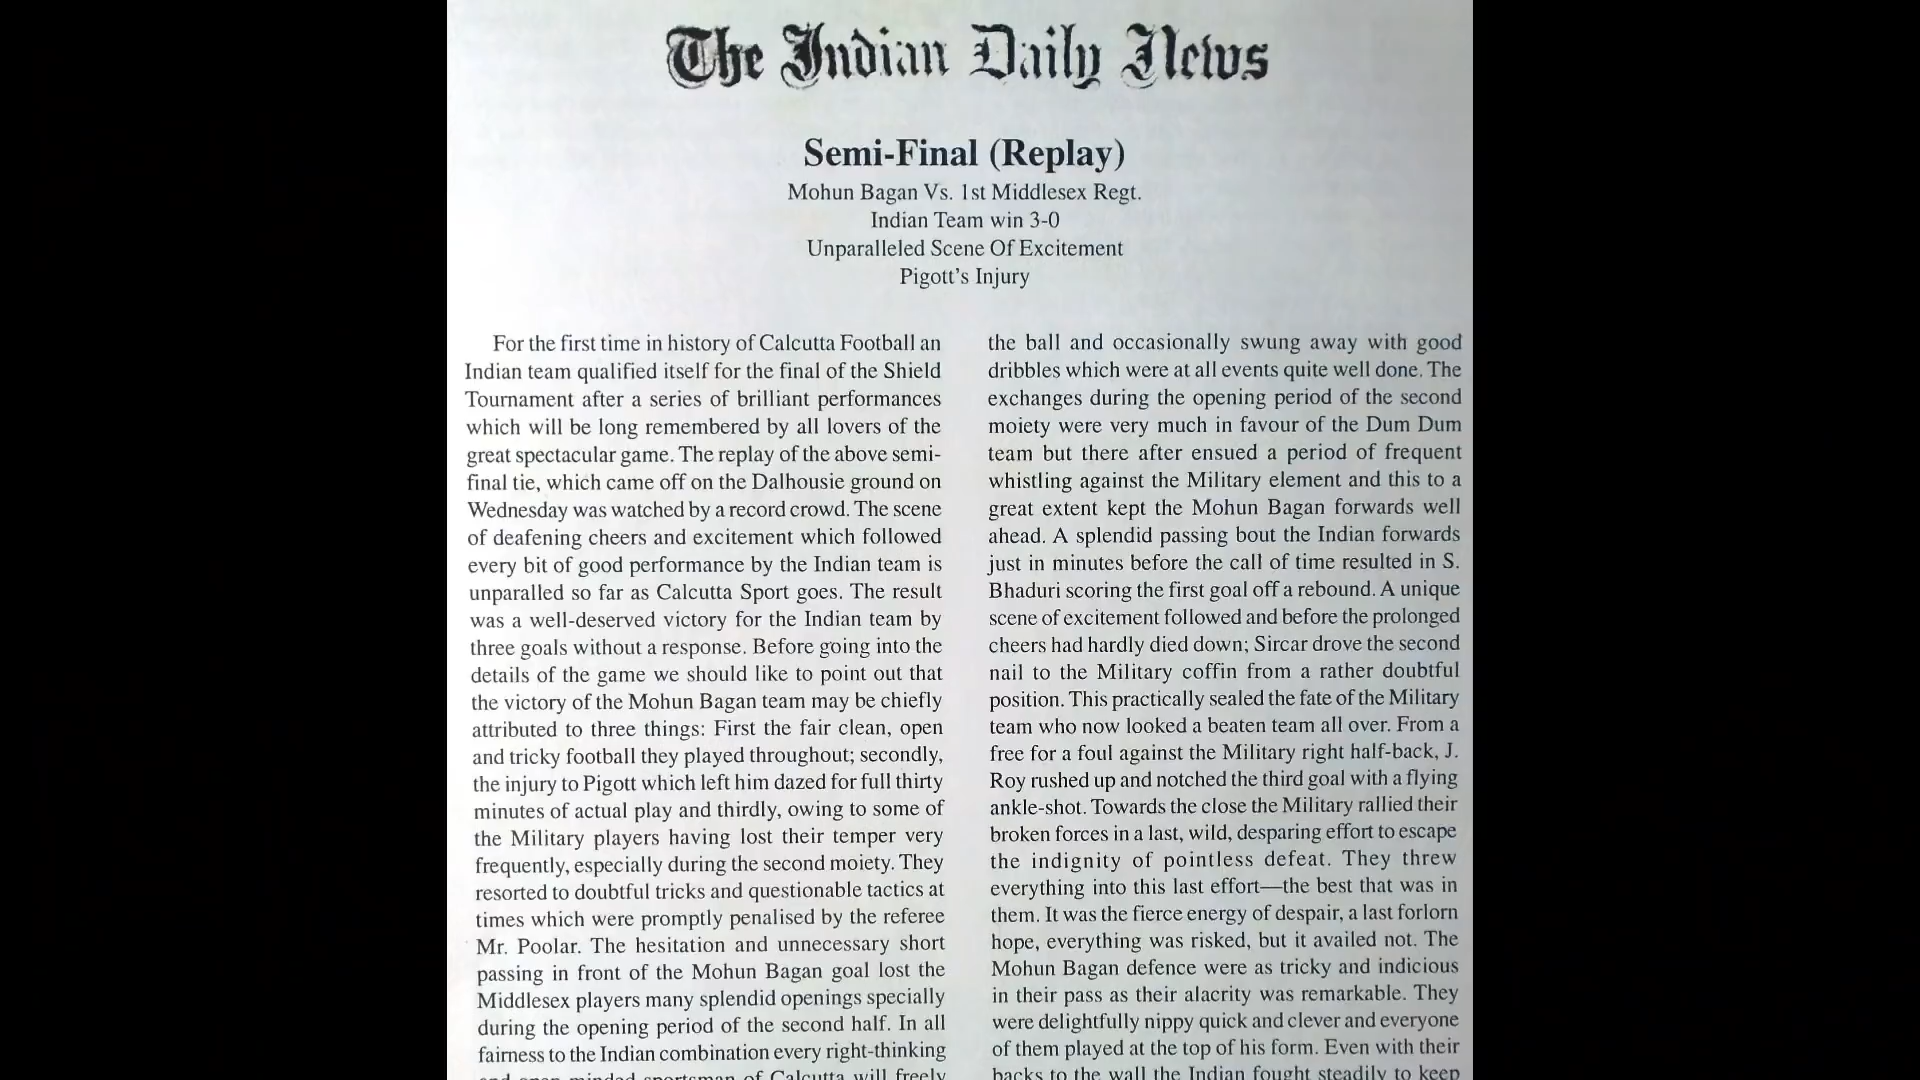 The Indian Daily News
Semi-Final (Replay)
Mohun Bagan Vs. 1st Middlesex Regt.
Indian Team win 3-0
Unparalleled Scene Of Excitement
Pigott's Injury
For the first time in history of Calcutta Football an
Indian team qualified itself for the final of the Shield
Tournament after a series of brilliant performances
which will be long remembered by all lovers of the
great spectacular game. The replay of the above semi-
final tie, which came off on the Dalhousie ground on
Wednesday was watched by a record crowd. The scene
of deafening cheers and excitement which followed
every bit of good performance by the Indian team is
unparalled so far as Calcutta Sport goes. The result
was a well-deserved victory for the Indian team by
three goals without a response. Before going into the
details of the game we should like to point out that
the victory of the Mohun Bagan team may be chiefly
attributed to three things: First the fair clean, open
and tricky football they played throughout; secondly,
the injury to Pigott which left him dazed for full thirty
minutes of actual play and thirdly, owing to some of
the Military players having lost their temper very
frequently, especially during the second moiety. They
resorted to doubtful tricks and questionable tactics at
times which were promptly penalised by the referee
Mr. Poolar. The hesitation and unnecessary short
passing in front of the Mohun Bagan goal lost the
Middlesex players many splendid openings specially
during the opening period of the second half. In all
fairness to the Indian combination every right-thinking
and open minded sportsman of Calcutta will freely
the ball and occasionally swung away with good
dribbles which were at all events quite well done. The
exchanges during the opening period of the second
moiety were very much in favour of the Dum Dum
team but there after ensued a period of frequent
whistling against the Military element and this to a
great extent kept the Mohun Bagan forwards well
ahead. A splendid passing bout the Indian forwards
just in minutes before the call of time resulted in S.
Bhaduri scoring the first goal off a rebound. A unique
scene of excitement followed and before the prolonged
cheers had hardly died down; Sircar drove the second
nail to the Military coffin from a rather doubtful
position. This practically sealed the fate of the Military
team who now looked a beaten team all over. From a
free for a foul against the Military right half-back, J.
Roy rushed up and notched the third goal with a flying
ankle-shot. Towards the close the Military rallied their
broken forces in a last, wild, desparing effort to escape
the indignity of pointless defeat. They threw
everything into this last effort—the best that was in
them. It was the fierce energy of despair, a last forlorn
hope, everything was risked, but it availed not. The
Mohun Bagan defence were as tricky and indicious
in their pass as their alacrity was remarkable. They
were delightfully nippy quick and clever and everyone
of them played at the top of his form. Even with their
backs to the wall the Indian fought steadily to keep